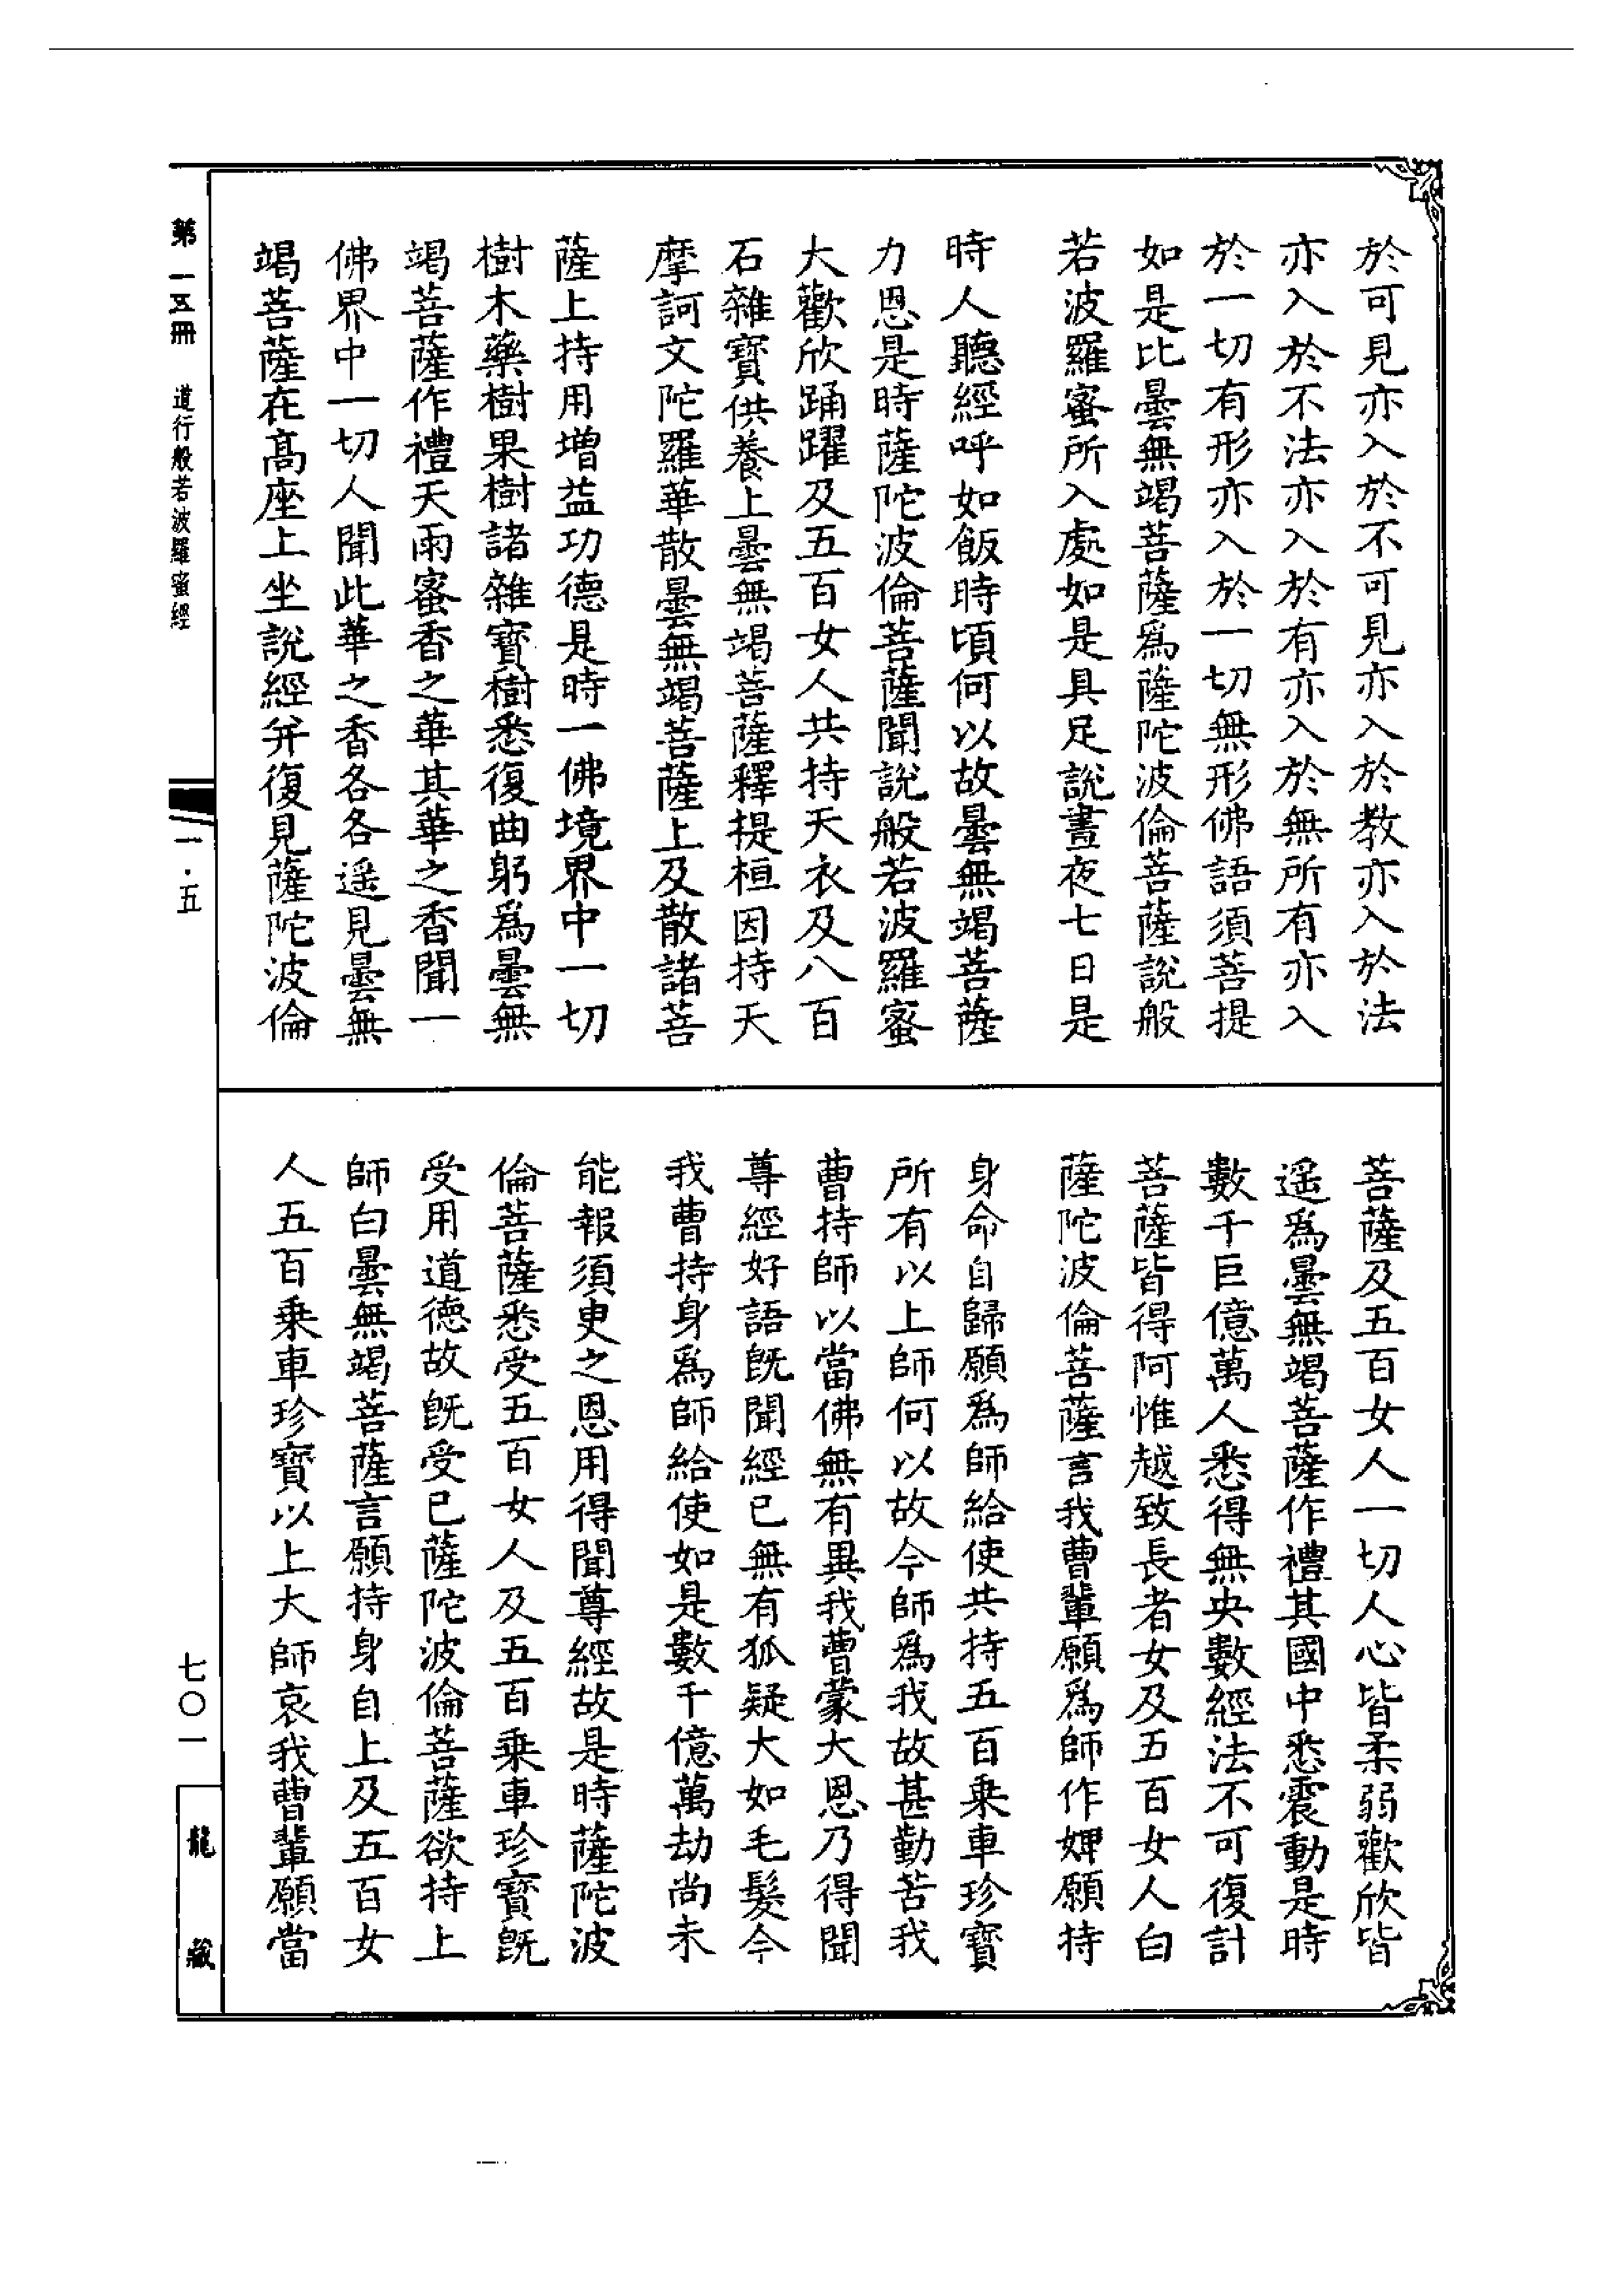 於可見亦入於不可見亦入於教亦入於法
亦入於不法亦入於有亦入於無所有亦入
於一切有形亦入於一切無形佛語須菩提
如是比曇無竭菩薩爲薩陀波倫菩薩說般
若波羅蜜所入處如是具足說晝夜七日是
時人聽經呼如飯時頃何以故曇無竭菩薩
力恩是時薩陀波倫菩薩聞說般若波羅蜜
大歡欣踊躍及五百女人共持天衣及八百
石雜寶供養上曇無竭菩薩釋提桓因持天
摩訶文陀羅華散曇無竭菩薩上及散諸菩
薩上持用增益功德是時一佛境界中一切
樹木藥樹果樹諸雜寶樹悉復曲躬爲曇無
竭菩薩作禮天雨蜜香之華其華之香聞一
佛界中一切人聞此華之香各各遥見曇無
竭菩薩在高座上坐說經并復見薩陀波倫
菩薩及五百女人一切人心皆柔弱歡欣皆
遥爲曇無竭菩薩作禮其國中悉震動是時
數千巨億萬人悉得無央數經法不可復計
菩薩皆得阿惟越致長者女及五百女人白
薩陀波倫菩薩言我曹輩願爲師作婢願持
身命自歸願爲師給使共持五百乘車珍寶
所有以上師何以故今師爲我故甚勤苦我
曹持師以當佛無有異我曹蒙大恩乃得聞
尊經好語旣聞經已無有狐疑大如毛髮今
我曹持身爲師給使如是數千億萬劫尚未
能報須臾之恩用得聞尊經故是時薩陀波
倫菩薩悉受五百女人及五百乘車珍寶旣
受用道德故旣受已薩陀波倫菩薩欲持上
師白曇無竭菩薩言願持身自上及五百女
人五百乘車珍寶以上大師哀我曹輩願當
第一五冊　道行般若波羅蜜經
一·五
七〇一
龍藏